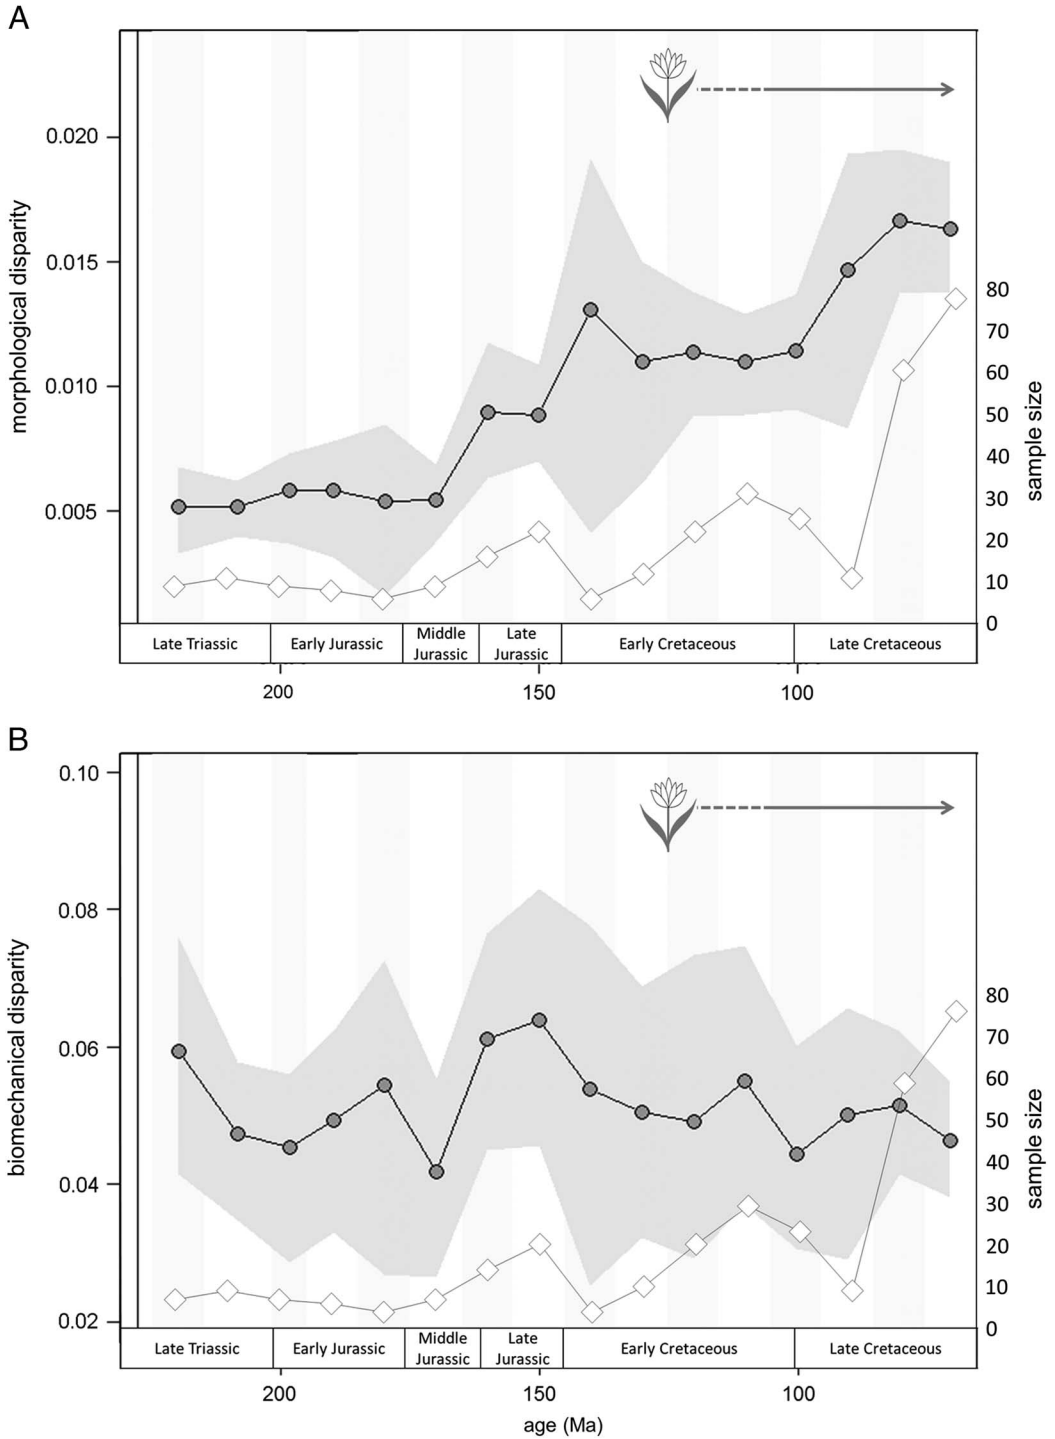 A
morphological disparity
0.020
0.015
0.010
0.005
80
70
60
50
40
30
20
10
0
sample size
Late Triassic
Early Jurassic
Middle
Jurassic
Late
Jurassic
Early Cretaceous
Late Cretaceous
200
150
100
B
biomechanical disparity
0.10
0.08
0.06
0.04
0.02
80
70
60
50
40
30
20
10
0
sample size
Late Triassic
Early Jurassic
Middle
Jurassic
Late
Jurassic
Early Cretaceous
Late Cretaceous
200
150
100
age (Ma)